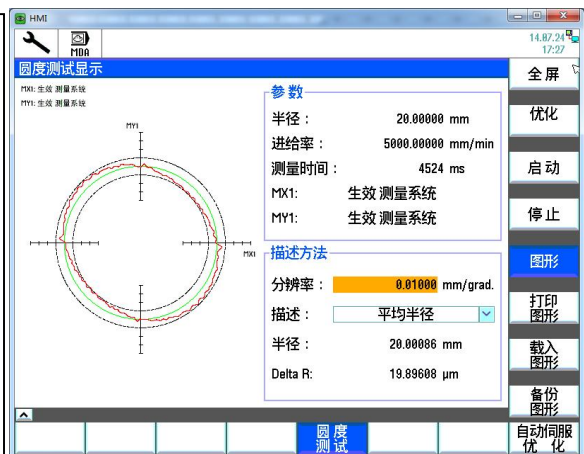 HMI
MDA
14.07.24
17:27
圆度测试显示
MX1: 生效 测量系统
MY1: 生效 测量系统
MY1
MX1
参数
半径： 20.00000 mm
进给率： 5000.00000 mm/min
测量时间： 4524 ms
MX1: 生效 测量系统
MY1: 生效 测量系统
描述方法
分辨率： 0.01000 mm/grad.
描述： 平均半径
半径： 20.00086 mm
Delta R: 19.89608 μm
全屏
优化
启动
停止
图形
打印
图形
载入
图形
备份
图形
圆度
测试
自动伺服
优 化